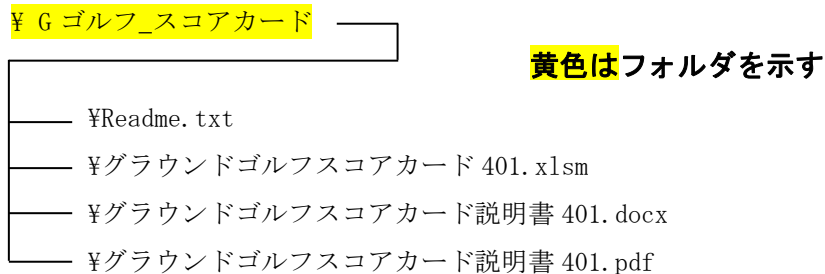 ¥ G ゴルフ_スコアカード
黄色はフォルダを示す
¥Readme.txt
¥グラウンドゴルフスコアカード 401.xlsm
¥グラウンドゴルフスコアカード説明書 401.docx
¥グラウンドゴルフスコアカード説明書 401.pdf